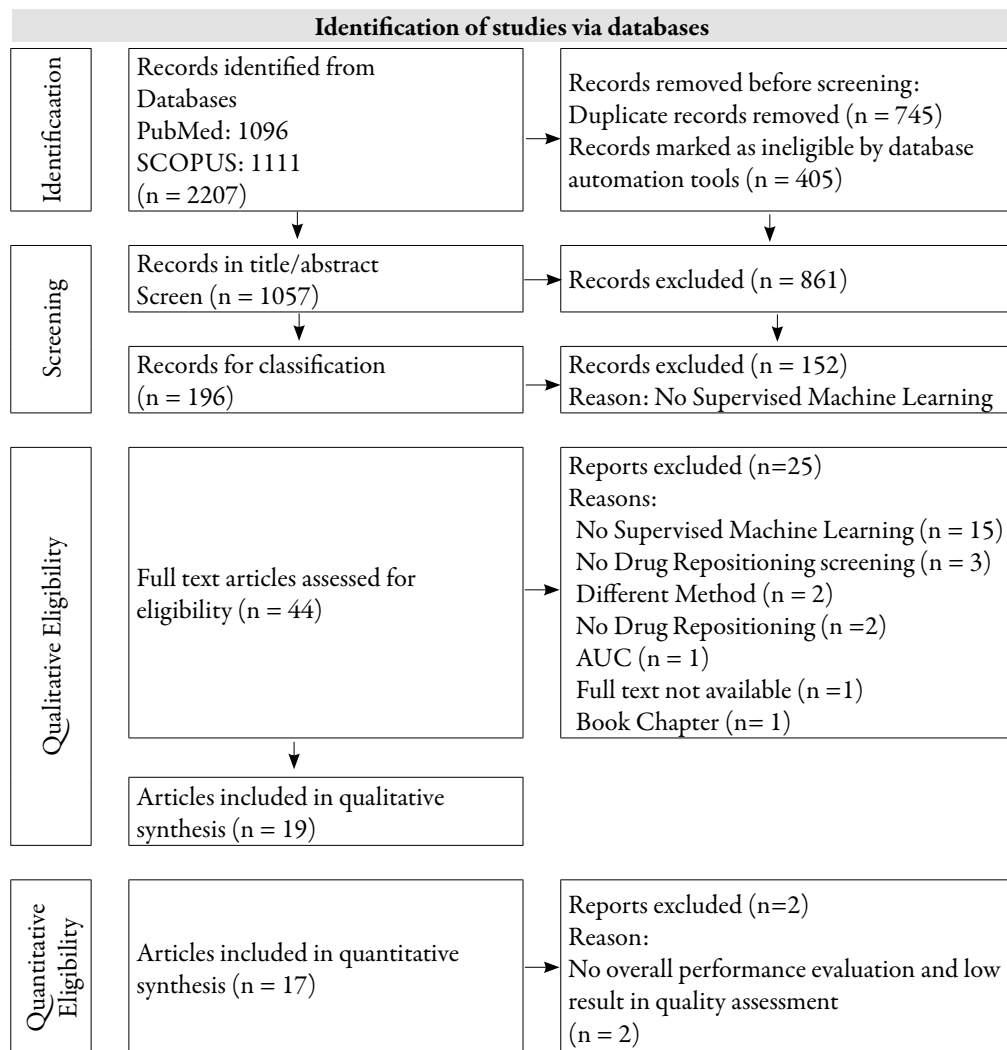 Identification of studies via databases
Identificaation
Records identified from
Databases
PubMed: 1096
SCOPUS: 1111
(n = 2207)
Records removed before screening:
Duplicate records removed (n = 745)
Records marked as ineligible by database
automation tools (n = 405)
Screening
Records in title/abstract
Screen (n = 1057)
Records excluded (n = 861)
Records for classification
(n = 196)
Records excluded (n = 152)
Reason: No Supervised Machine Learning
Qualitative Eligibility
Full text articles assessed for
eligibility (n = 44)
Reports excluded (n=25)
Reasons:
No Supervised Machine Learning (n = 15)
No Drug Repositioning screening (n = 3)
Different Method (n = 2)
No Drug Repositioning (n =2)
AUC (n = 1)
Full text not available (n =1)
Book Chapter (n= 1)
Articles included in qualitative
synthesis (n = 19)
Quantitative
Eligibility
Articles included in quantitative
synthesis (n = 17)
Reports excluded (n=2)
Reason:
No overall performance evaluation and low
result in quality assessment
(n = 2)